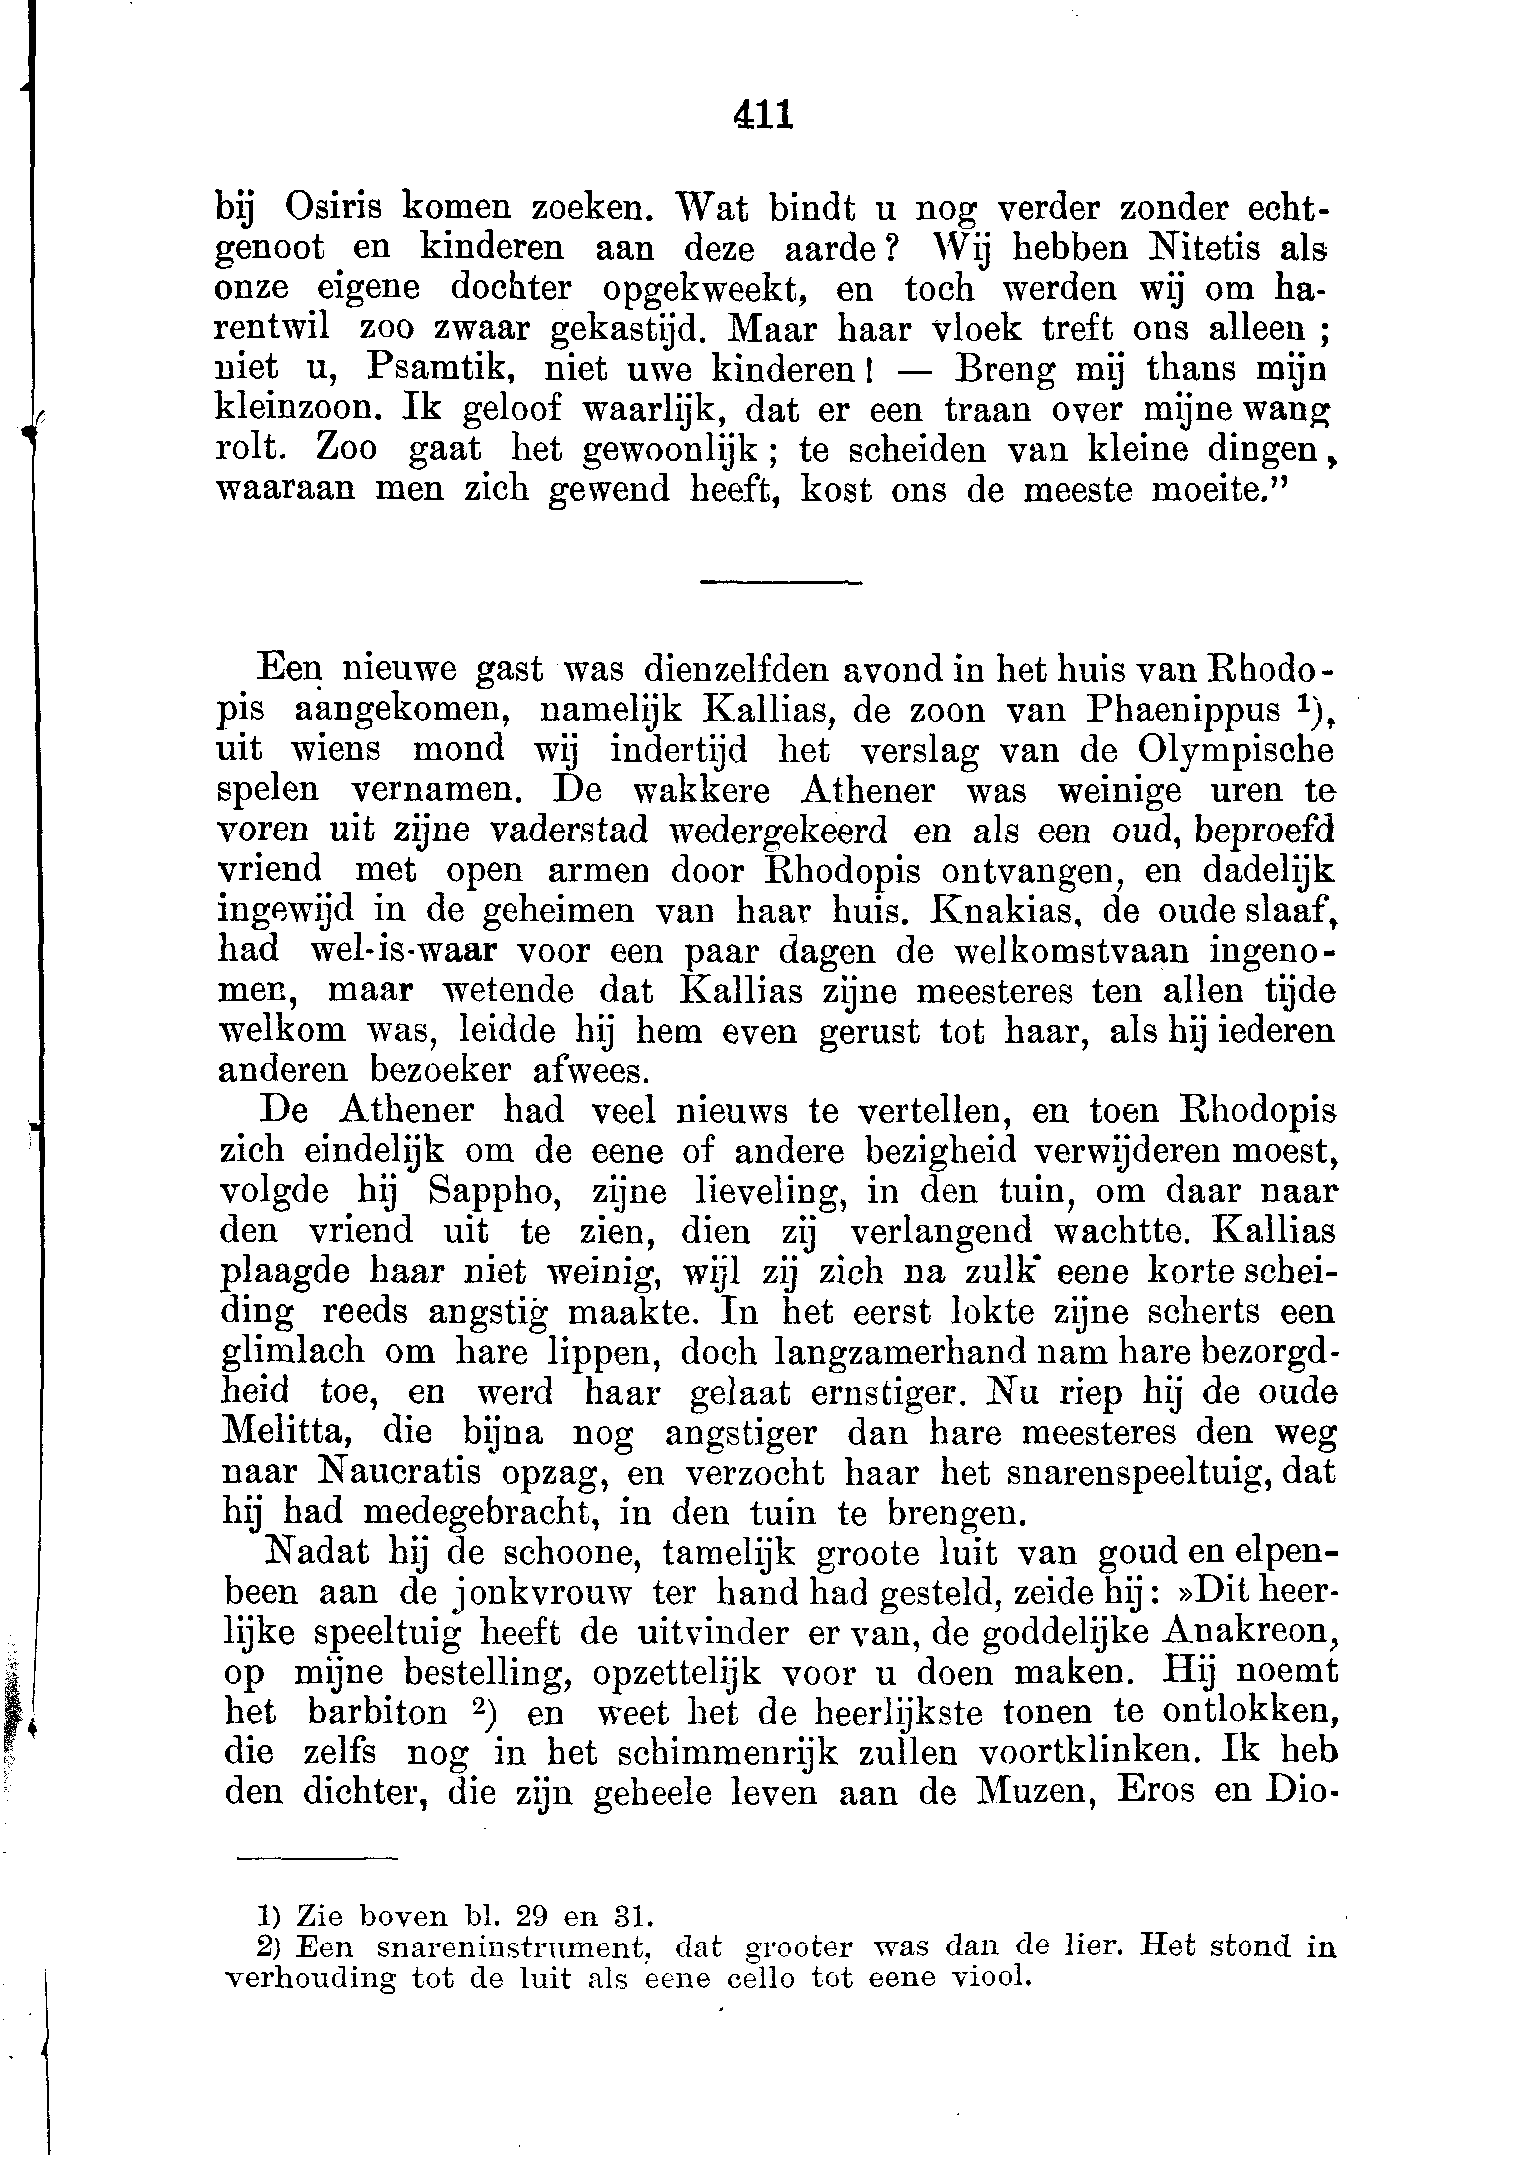 411
bij Osiris komen zoeken. Wat bindt u nog verder zonder echt-
genoot en kinderen aan deze aarde? Wij hebben Nitetis als
onze eigene dochter opgekweekt, en toch werden wij om ha-
rentwil zoo zwaar gekastijd. Maar haar vloek treft ons alleen;
niet u, Psamtik, niet uwe kinderen! — Breng mij thans mijn
kleinzoon. Ik geloof waarlijk, dat er een traan over mijne wang
rolt. Zoo gaat het gewoonlijk; te scheiden van kleine dingen,
waaraan men zich gewend heeft, kost ons de meeste moeite.”
Een nieuwe gast was dienzelfden avond in het huis van Rhodo-
pis aangekomen, namelijk Kallias, de zoon van Phaenippus 1),
uit wiens mond wij indertijd het verslag van de Olympische
spelen vernamen. De wakkere Athener was weinige uren te
voren uit zijne vaderstad wedergekeerd en als een oud, beproefd
vriend met open armen door Rhodopis ontvangen, en dadelijk
ingewijd in de geheimen van haar huis. Knakias, de oude slaaf,
had wel-is-waar voor een paar dagen de welkomstvaan ingeno-
men, maar wetende dat Kallias zijne meesteres ten allen tijde
welkom was, leidde hij hem even gerust tot haar, als hij iederen
anderen bezoeker afwees.
De Athener had veel nieuws te vertellen, en toen Rhodopis
zich eindelijk om de eene of andere bezigheid verwijderen moest,
volgde hij Sappho, zijne lieveling, in den tuin, om daar naar
den vriend uit te zien, dien zij verlangend wachtte. Kallias
plaagde haar niet weinig, wijl zij zich na zulk eene korte schei-
ding reeds angstig maakte. In het eerst lokte zijne scherts een
glimlach om hare lippen, doch langzamerhand nam hare bezorgd-
heid toe, en werd haar gelaat ernstiger. Nu riep hij de oude
Melitta, die bijna nog angstiger dan hare meesteres den weg
naar Naucratis opzag, en verzocht haar het snarenspeeltuig, dat
hij had medegebracht, in den tuin te brengen.
Nadat hij de schoone, tamelijk groote luit van goud en elpen-
been aan de jonkvrouw ter hand had gesteld, zeide hij: »Dit heer-
lijke speeltuig heeft de uitvinder er van, de goddelijke Anakreon,
op mijne bestelling, opzettelijk voor u doen maken. Hij noemt
het barbiton 2) en weet het de heerlijkste tonen te ontlokken,
die zelfs nog in het schimmenrijk zullen voortklinken. Ik heb
den dichter, die zijn geheele leven aan de Muzen, Eros en Dio-
1) Zie boven bl. 29 en 31.
2) Een snareninstrument, dat grooter was dan de lier. Het stond in
verhouding tot de luit als eene cello tot eene viool.